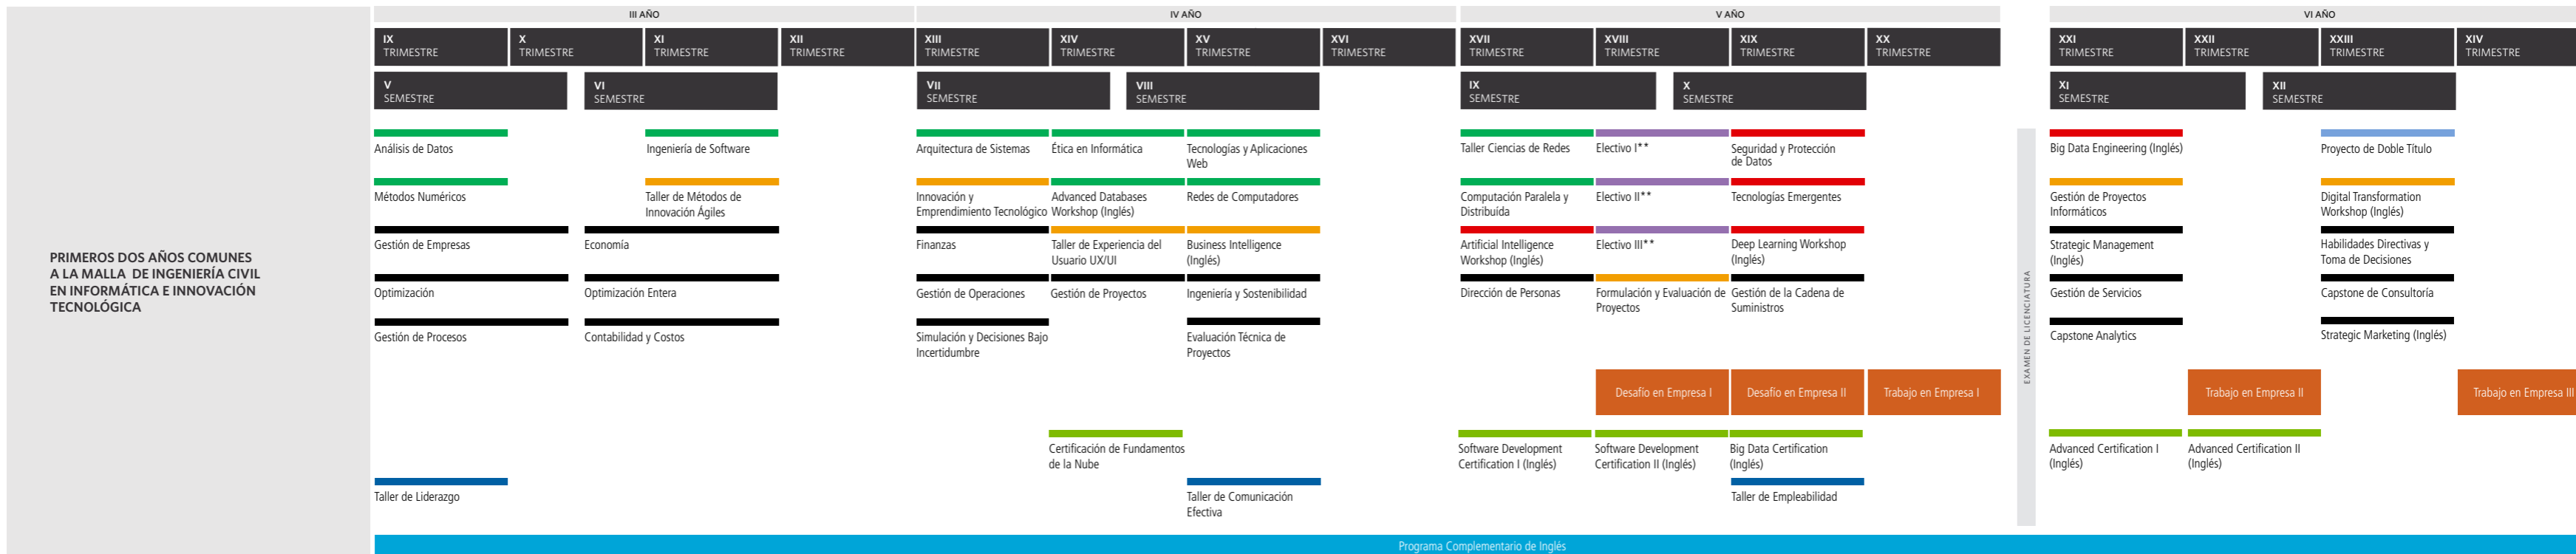 III AÑO
IV AÑO
V AÑO
VI AÑO
IX
TRIMESTRE
X
TRIMESTRE
XI
TRIMESTRE
XII
TRIMESTRE
XIII
TRIMESTRE
XIV
TRIMESTRE
XV
TRIMESTRE
XVI
TRIMESTRE
XVII
TRIMESTRE
XVIII
TRIMESTRE
XIX
TRIMESTRE
XX
TRIMESTRE
XXI
TRIMESTRE
XXII
TRIMESTRE
XXIII
TRIMESTRE
XIV
TRIMESTRE
V
SEMESTRE
VI
SEMESTRE
VII
SEMESTRE
VIII
SEMESTRE
IX
SEMESTRE
X
SEMESTRE
XI
SEMESTRE
XII
SEMESTRE
PRIMEROS DOS AÑOS COMUNES
A LA MALLA DE INGENIERÍA CIVIL
EN INFORMÁTICA E INNOVACIÓN
TECNOLÓGICA
Análisis de Datos
Ingeniería de Software
Arquitectura de Sistemas
Ética en Informática
Tecnologías y Aplicaciones
Web
Taller Ciencias de Redes
Electivo I**
Seguridad y Protección
de Datos
Big Data Engineering (Inglés)
Proyecto de Doble Título
Métodos Numéricos
Taller de Métodos de
Innovación Ágiles
Innovación y
Emprendimiento Tecnológico
Advanced Databases
Workshop (Inglés)
Redes de Computadores
Computación Paralela y
Distribuída
Electivo II**
Tecnologías Emergentes
Gestión de Proyectos
Informáticos
Digital Transformation
Workshop (Inglés)
Gestión de Empresas
Economía
Finanzas
Taller de Experiencia del
Usuario UX/UI
Business Intelligence
(Inglés)
Artificial Intelligence
Workshop (Inglés)
Electivo III**
Deep Learning Workshop
(Inglés)
Strategic Management
(Inglés)
Habilidades Directivas y
Toma de Decisiones
Optimización
Optimización Entera
Gestión de Operaciones
Gestión de Proyectos
Ingeniería y Sostenibilidad
Dirección de Personas
Formulación y Evaluación de
Proyectos
Gestión de la Cadena de
Suministros
Gestión de Servicios
Capstone de Consultoría
Gestión de Procesos
Contabilidad y Costos
Simulación y Decisiones Bajo
Incertidumbre
Evaluación Técnica de
Proyectos
Capstone Analytics
Strategic Marketing (Inglés)
EXAMEN DE LICENCIATURA
Desafío en Empresa I
Desafío en Empresa II
Trabajo en Empresa I
Trabajo en Empresa II
Trabajo en Empresa III
Certificación de Fundamentos
de la Nube
Software Development
Certification I (Inglés)
Software Development
Certification II (Inglés)
Big Data Certification
(Inglés)
Advanced Certification I
(Inglés)
Advanced Certification II
(Inglés)
Taller de Liderazgo
Taller de Comunicación
Efectiva
Taller de Empleabilidad
Programa Complementario de Inglés